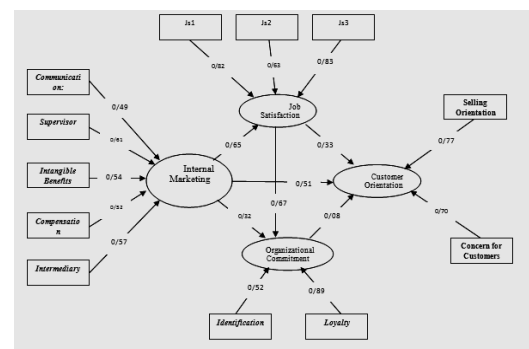 Js1
Js2
Js3
0/82
0/63
0/83
Communicati
on:
0/49
Job
Satisfaction
Selling
Orientation
Supervisor
0/61
0/65
0/33
0/77
Intangible
Benefits
0/54
Internal
Marketing
0/51
Customer
Orientation
0/52
0/67
Compensatio
n
0/32
0/08
0/70
Intermediary
0/57
Organizational
Commitment
Concern for
Customers
0/52
0/89
Identification
Loyalty